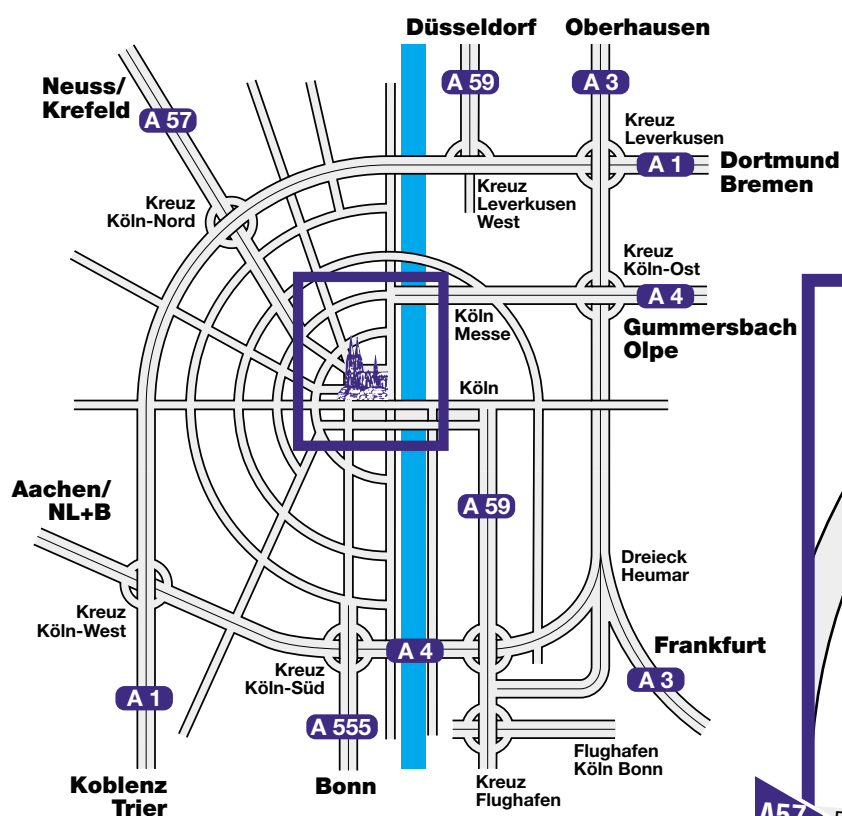 Düsseldorf
Oberhausen
Neuss/
Krefeld
A 59
A 3
A 57
Kreuz
Leverkusen
A 1
Dortmund
Bremen
Kreuz
Köln-Nord
Kreuz
Leverkusen
West
Kreuz
Köln-Ost
A 4
Köln
Messe
Gummersbach
Olpe
Köln
Aachen/
NL+B
A 59
Dreieck
Heumar
Kreuz
Köln-West
A 4
Frankfurt
Kreuz
Köln-Süd
A 3
A 1
A 555
Flughafen
Köln Bonn
Koblenz
Trier
Bonn
Kreuz
Flughafen
A57